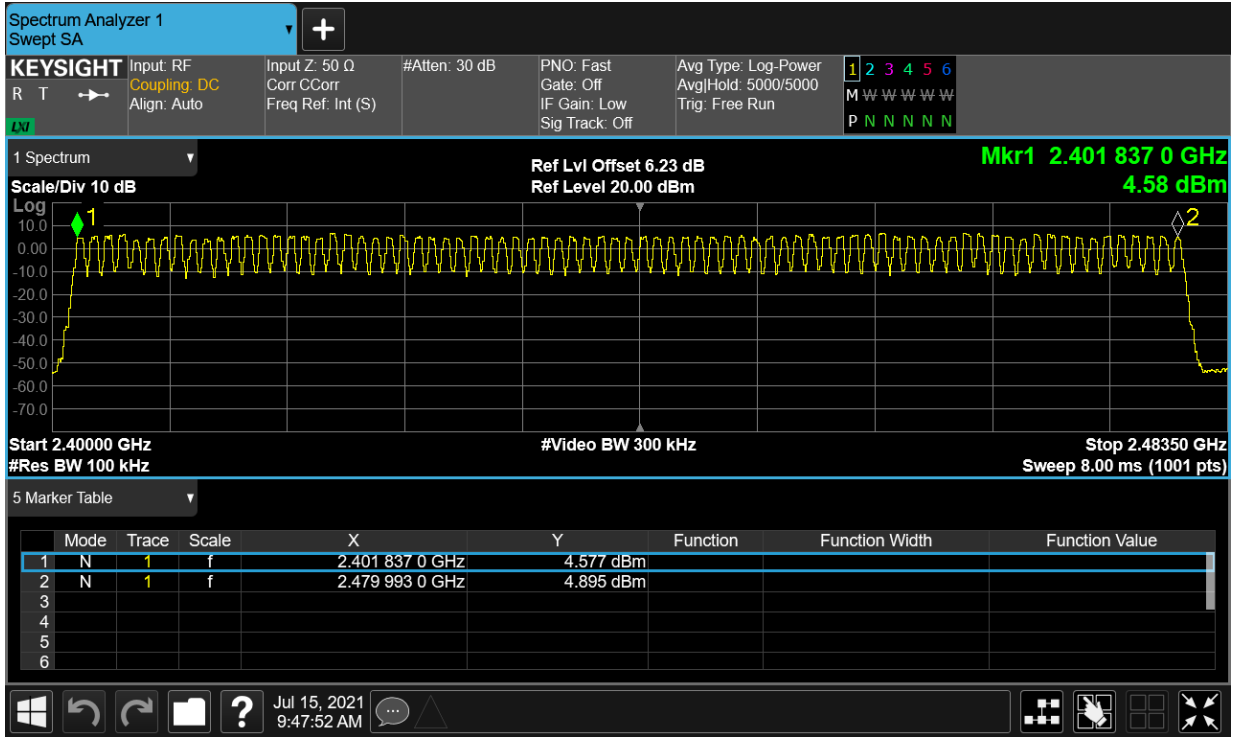 Spectrum Analyzer 1
Swept SA
KEYSIGHT
R T
LXI
Input: RF
Coupling: DC
Align: Auto
Input Z: 50 Ω
Corr CCorr
Freq Ref: Int (S)
#Atten: 30 dB
PNO: Fast
Gate: Off
IF Gain: Low
Sig Track: Off
Avg Type: Log-Power
Avg|Hold: 5000/5000
Trig: Free Run
1 2 3 4 5 6
M W W W W W
P N N N N N
1 Spectrum
Scale/Div 10 dB
Ref Lvl Offset 6.23 dB
Ref Level 20.00 dBm
Mkr1 2.401 837 0 GHz
4.58 dBm
Log
1
2
10.0
0.00
-10.0
-20.0
-30.0
-40.0
-50.0
-60.0
-70.0
Start 2.40000 GHz
#Res BW 100 kHz
#Video BW 300 kHz
Stop 2.48350 GHz
Sweep 8.00 ms (1001 pts)
5 Marker Table
Mode Trace Scale X Y Function Function Width Function Value
1 N 1 f 2.401 837 0 GHz 4.577 dBm
2 N 1 f 2.479 993 0 GHz 4.895 dBm
3
4
5
6
?
Jul 15, 2021
9:47:52 AM